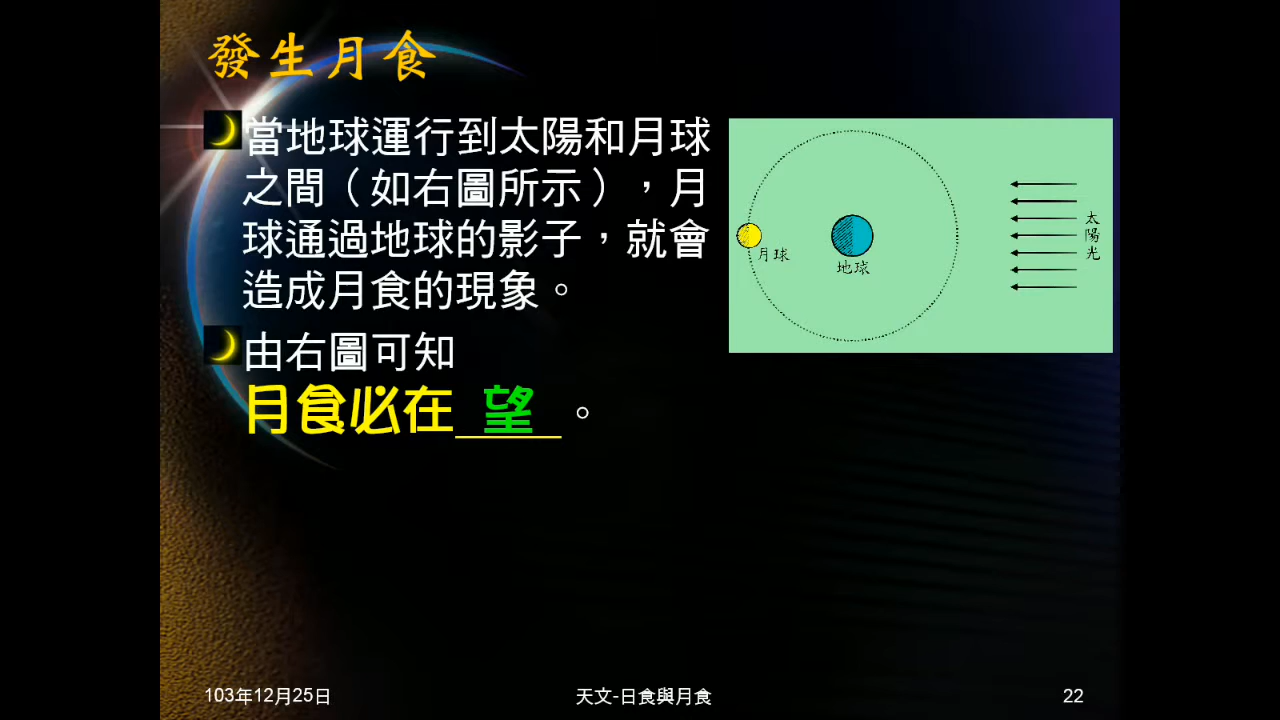 發生月食
當地球運行到太陽和月球
之間（如右圖所示），月
球通過地球的影子，就會
造成月食的現象。
由右圖可知
月食必在 望 。
月球
地球
太陽光
103年12月25日
天文-日食與月食
22